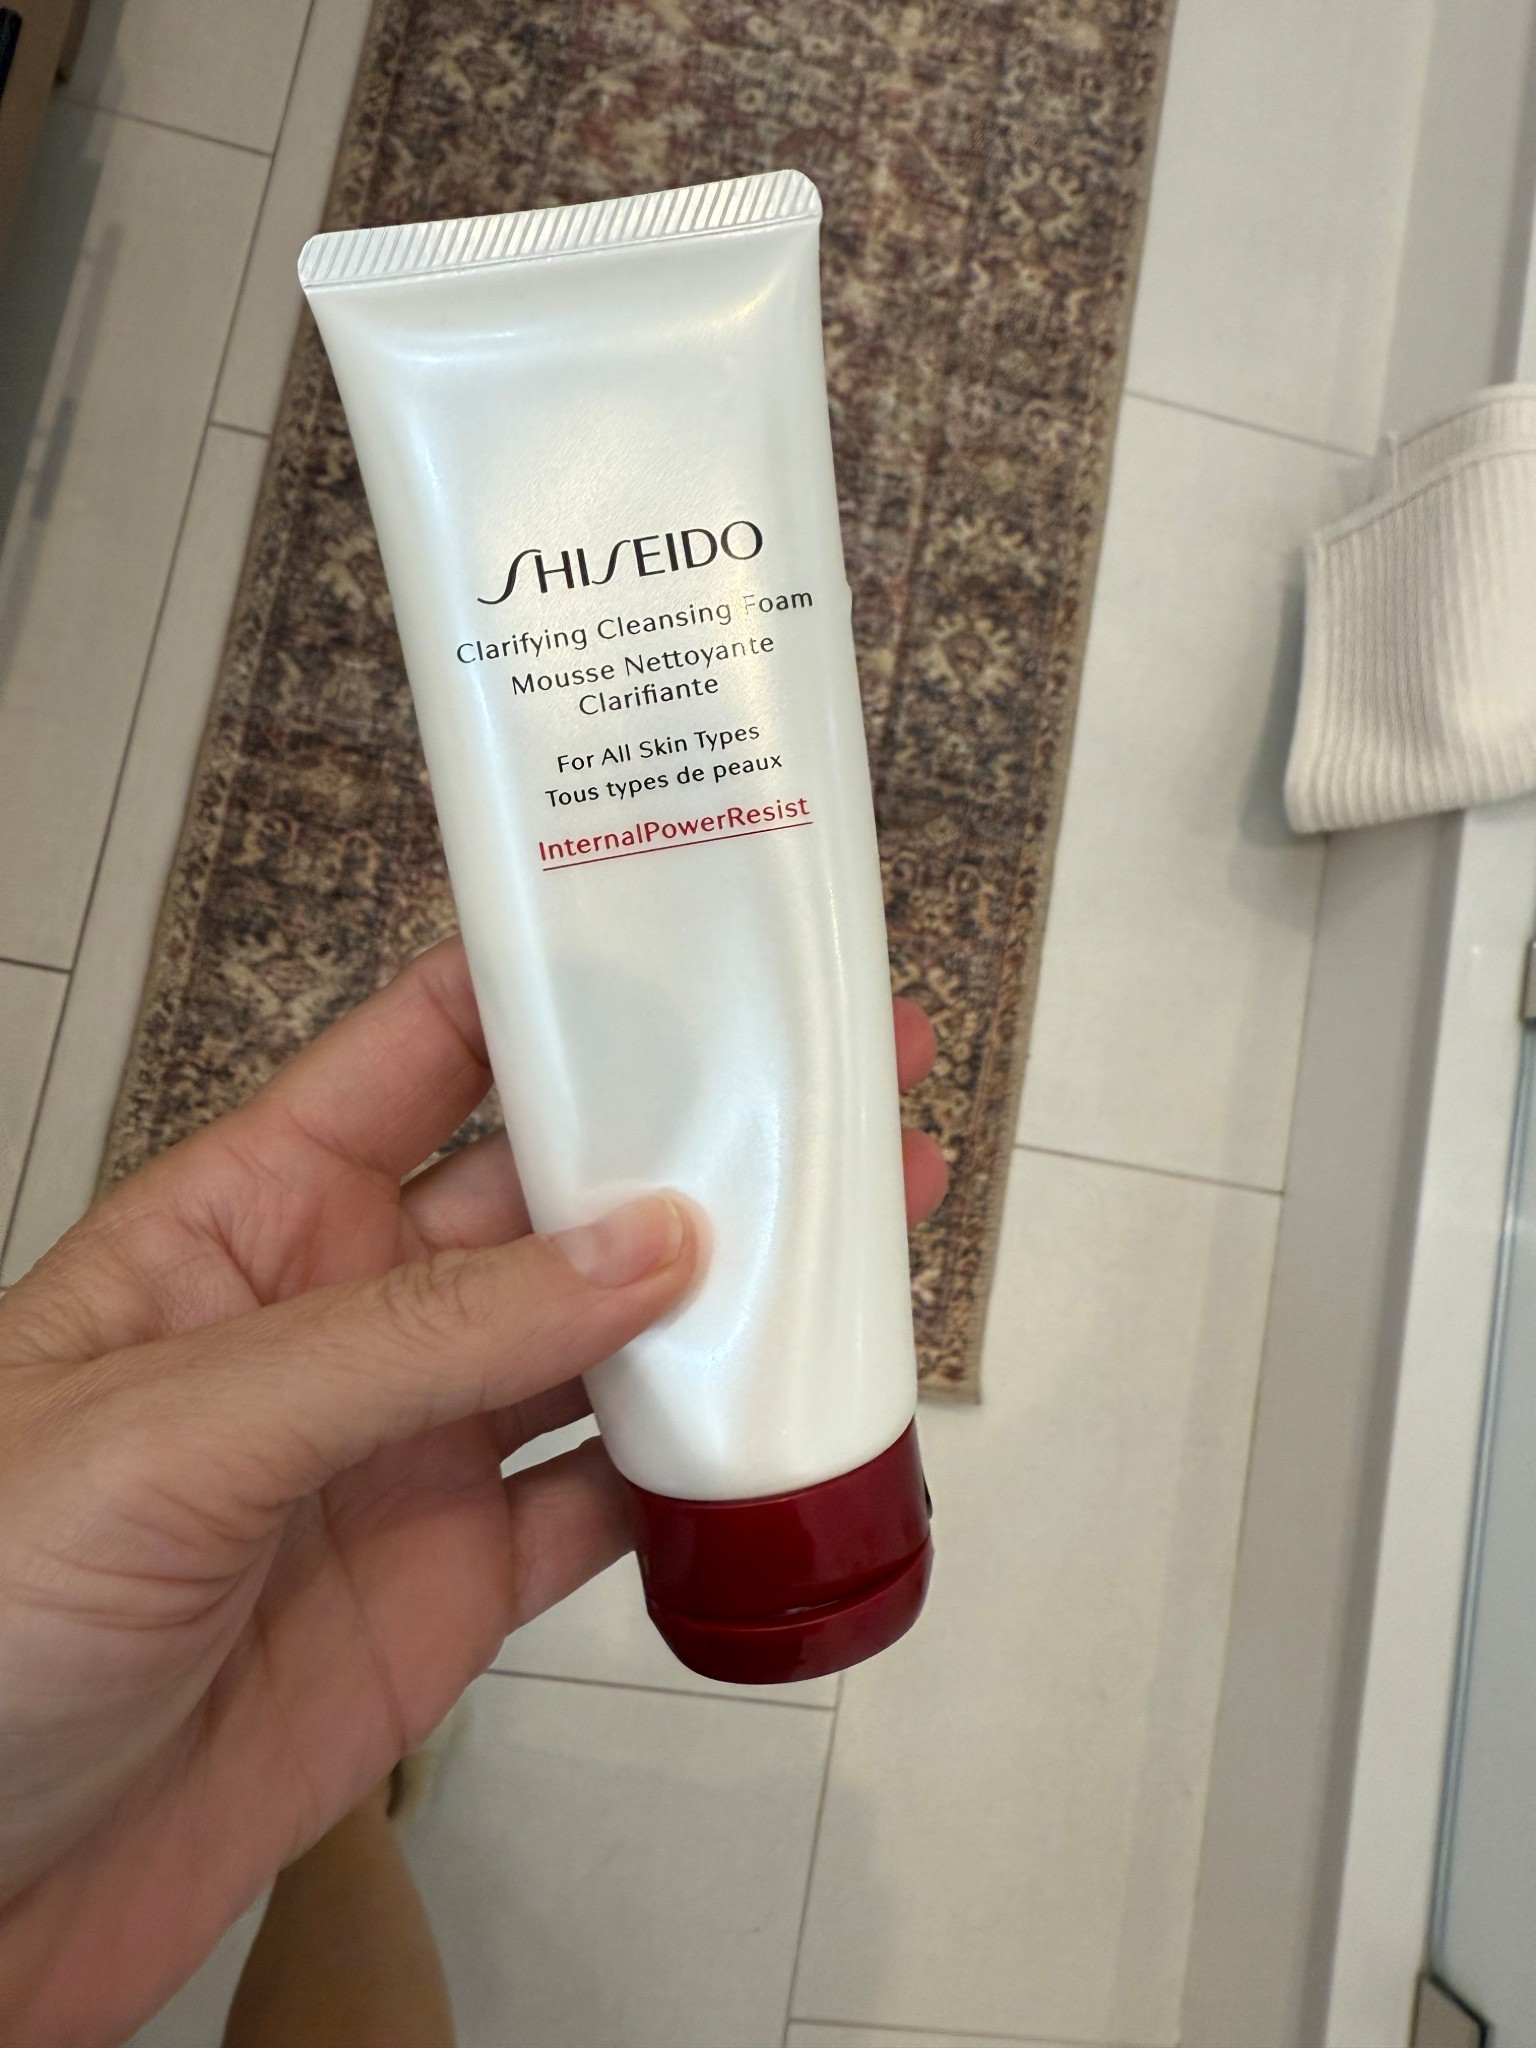 SHISEIDO
Clarifying Cleansing Foam
Mousse Nettoyante
Clarifiante
For All Skin Types
Tous types de peaux
InternalPowerResist